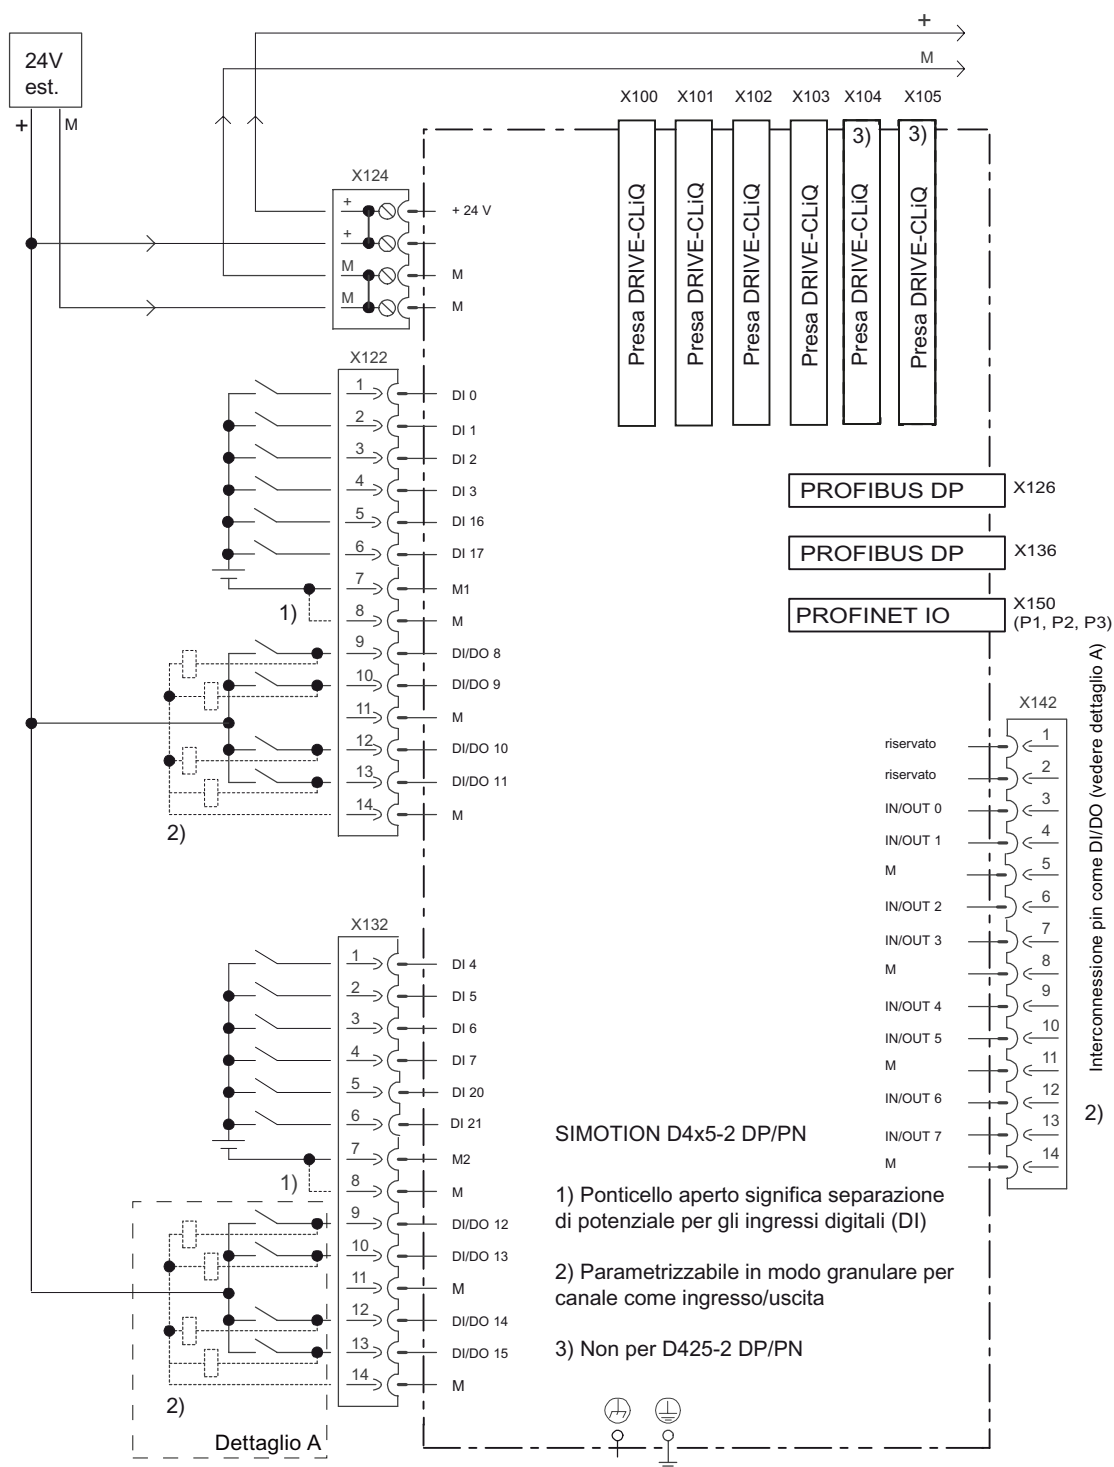 +
M
24V
est.
+
M
X100
X101
X102
X103
X104
X105
3)
3)
Presa DRIVE-CLiQ
Presa DRIVE-CLiQ
Presa DRIVE-CLiQ
Presa DRIVE-CLiQ
Presa DRIVE-CLiQ
Presa DRIVE-CLiQ
X124
+
+ 24 V
+
M
M
M
M
X122
1
DI 0
2
DI 1
3
DI 2
4
DI 3
5
DI 16
6
DI 17
7
M1
1)
8
M
9
DI/DO 8
10
DI/DO 9
11
M
12
DI/DO 10
13
DI/DO 11
14
M
2)
PROFIBUS DP
X126
PROFIBUS DP
X136
PROFINET IO
X150
(P1, P2, P3)
X142
riservato
1
riservato
2
IN/OUT 0
3
IN/OUT 1
4
M
5
IN/OUT 2
6
IN/OUT 3
7
M
8
IN/OUT 4
9
IN/OUT 5
10
M
11
IN/OUT 6
12
IN/OUT 7
13
M
14
Interconnessione pin come DI/DO (vedere dettaglio A)
2)
X132
1
DI 4
2
DI 5
3
DI 6
4
DI 7
5
DI 20
6
DI 21
7
M2
1)
8
M
9
DI/DO 12
10
DI/DO 13
11
M
12
DI/DO 14
13
DI/DO 15
14
M
2)
Dettaglio A
SIMOTION D4x5-2 DP/PN
1) Ponticello aperto significa separazione
di potenziale per gli ingressi digitali (DI)
2) Parametrizzabile in modo granulare per
canale come ingresso/uscita
3) Non per D425-2 DP/PN